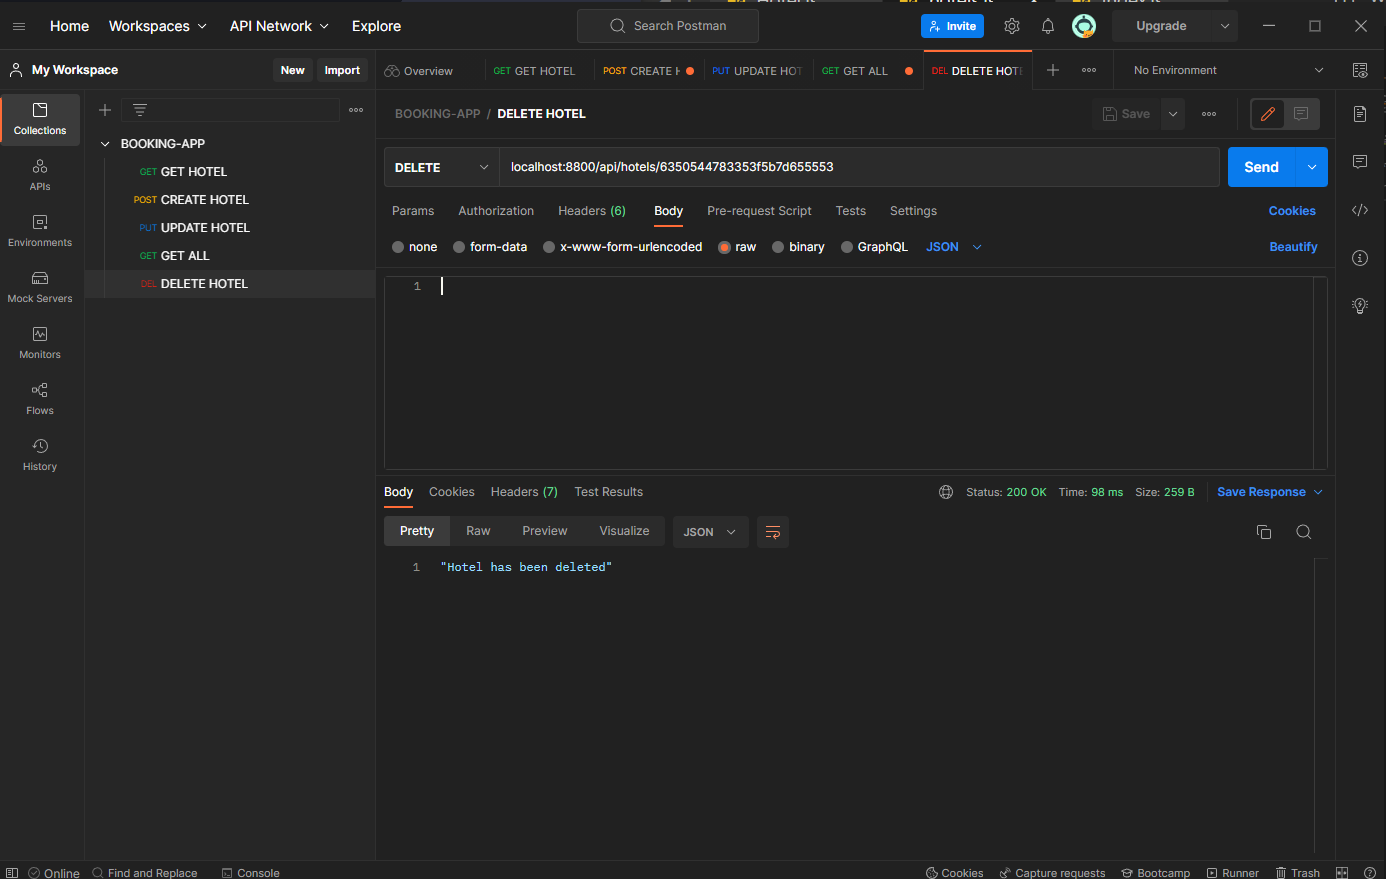 Home Workspaces API Network Explore Search Postman Invite Upgrade
My Workspace New Import Overview GET GET HOTEL POST CREATE H PUT UPDATE HOT GET GET ALL DEL DELETE HOTE No Environment
BOOKING-APP / DELETE HOTEL Save
Collections
APIs
Environments
Mock Servers
Monitors
Flows
History
BOOKING-APP
GET GET HOTEL
POST CREATE HOTEL
PUT UPDATE HOTEL
GET GET ALL
DEL DELETE HOTEL
DELETE localhost:8800/api/hotels/6350544783353f5b7d655553 Send
Params Authorization Headers (6) Body Pre-request Script Tests Settings Cookies
none form-data x-www-form-urlencoded raw binary GraphQL JSON Beautify
1
Body Cookies Headers (7) Test Results Status: 200 OK Time: 98 ms Size: 259 B Save Response
Pretty Raw Preview Visualize JSON
1 "Hotel has been deleted"
Online Find and Replace Console Cookies Capture requests Bootcamp Runner Trash